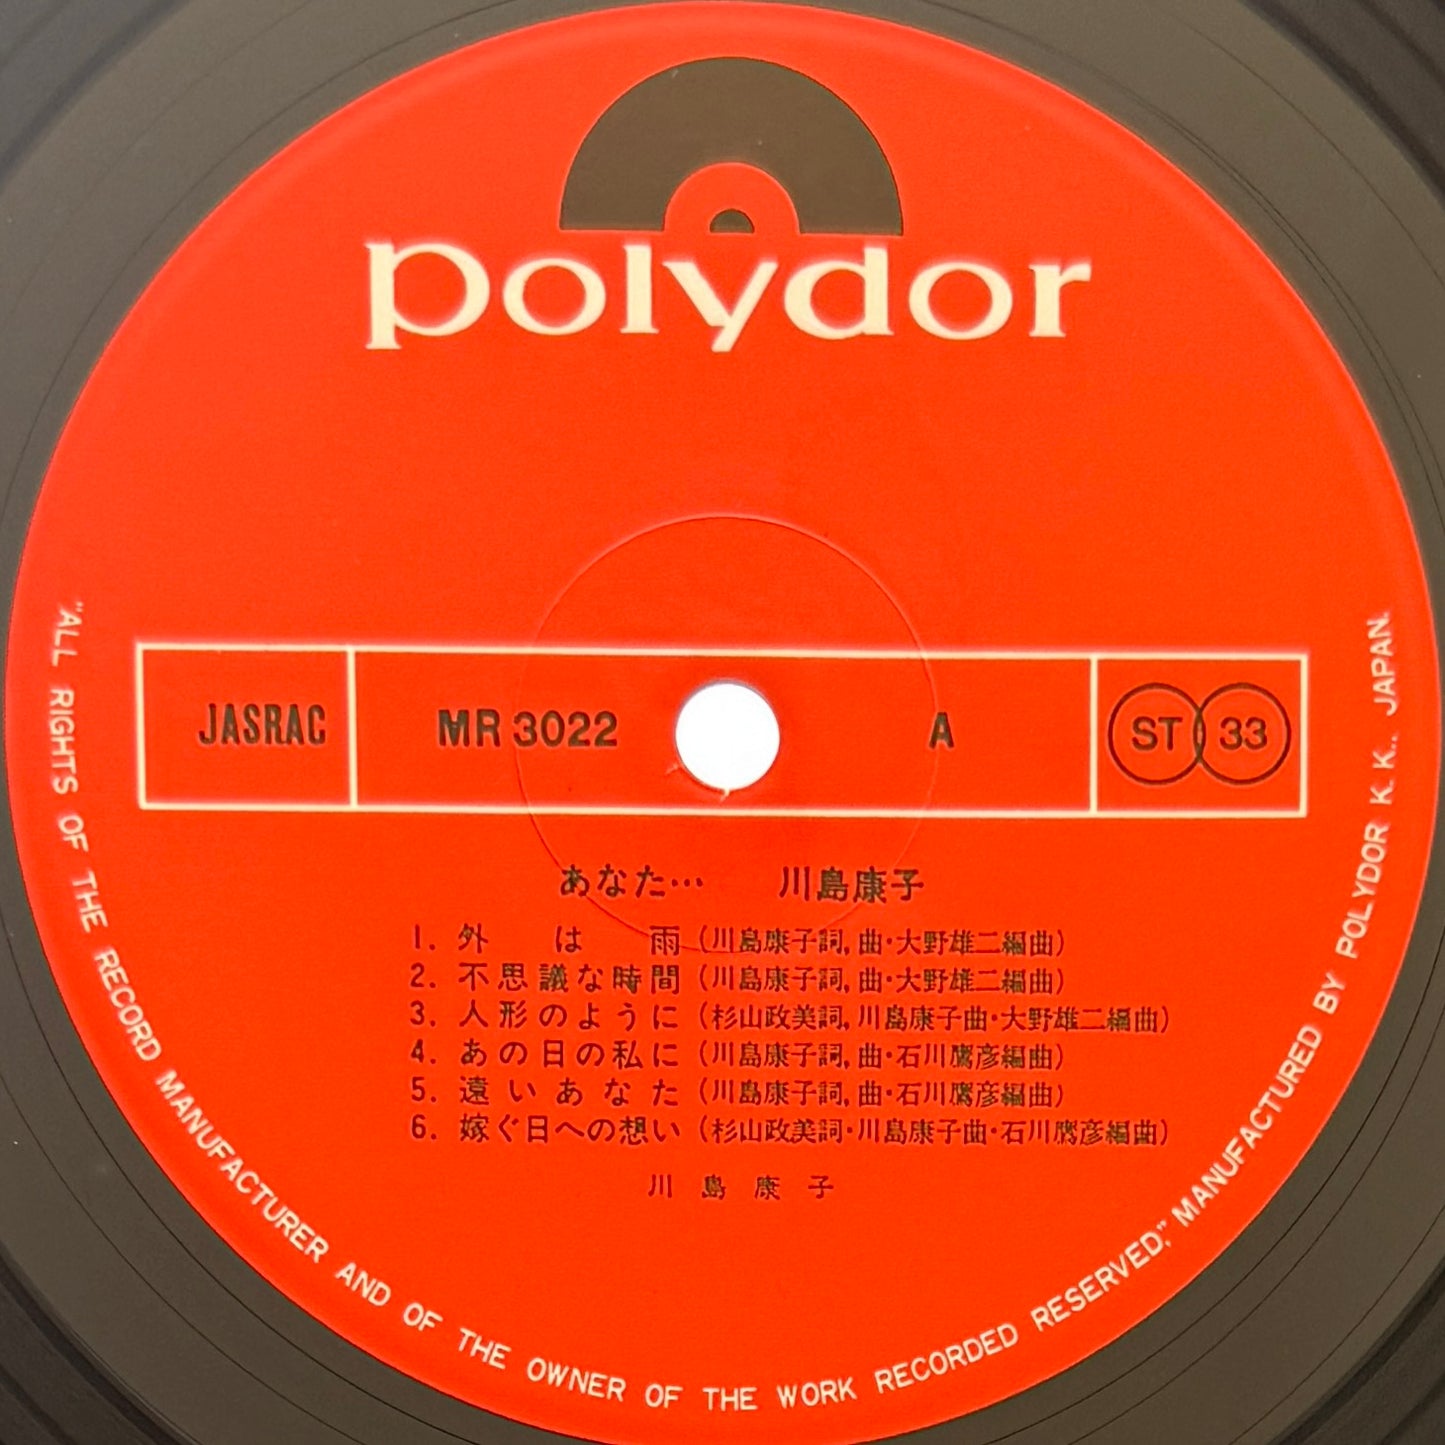 polydor
JASRAC MR 3022 A ST 33
あなた… 川島康子
1. 外は雨 (川島康子詞, 曲・大野雄二編曲)
2. 不思議な時間 (川島康子詞, 曲・大野雄二編曲)
3. 人形のように (杉山政美詞, 川島康子曲・大野雄二編曲)
4. あの日の私に (川島康子詞, 曲・石川鷹彦編曲)
5. 遠いあなた (川島康子詞, 曲・石川鷹彦編曲)
6. 嫁ぐ日への想い (杉山政美詞・川島康子曲・石川鷹彦編曲)
川島康子
"ALL RIGHTS OF THE RECORD MANUFACTURER AND OF THE OWNER OF THE WORK RECORDED RESERVED," MANUFACTURED BY POLYDOR K.K., JAPAN.